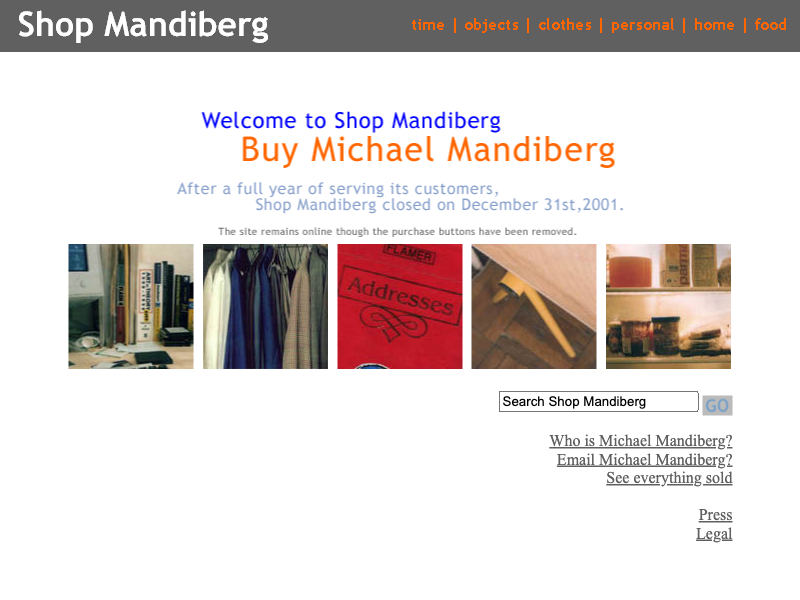 Shop Mandiberg
time | objects | clothes | personal | home | food
Welcome to Shop Mandiberg
Buy Michael Mandiberg
After a full year of serving its customers,
Shop Mandiberg closed on December 31st,2001.
The site remains online though the purchase buttons have been removed.
FLAMER
Addresses
Search Shop Mandiberg
GO
Who is Michael Mandiberg?
Email Michael Mandiberg?
See everything sold
Press
Legal